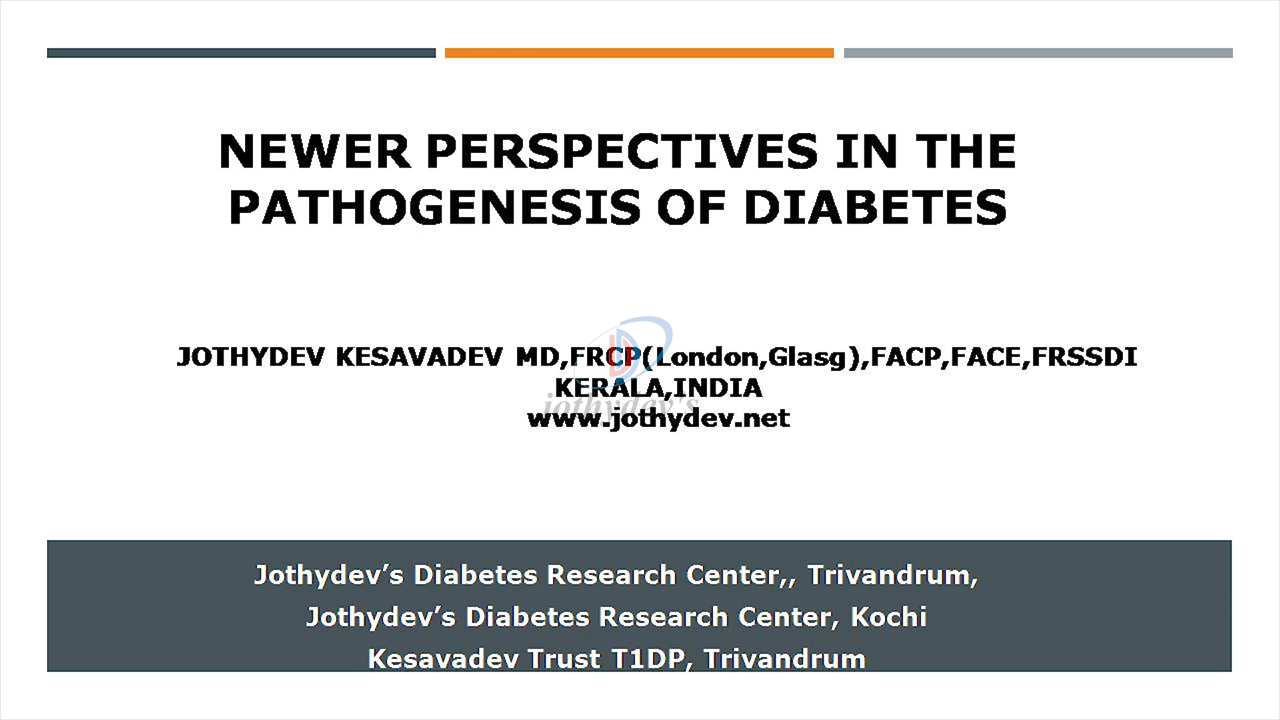 NEWER PERSPECTIVES IN THE
PATHOGENESIS OF DIABETES
JOTHYDEV KESAVADEV MD,FRCP(London,Glasg),FACP,FACE,FRSSDI
KERALA,INDIA
jothydev's
www.jothydev.net
Jothydev’s Diabetes Research Center,, Trivandrum,
Jothydev’s Diabetes Research Center, Kochi
Kesavadev Trust T1DP, Trivandrum